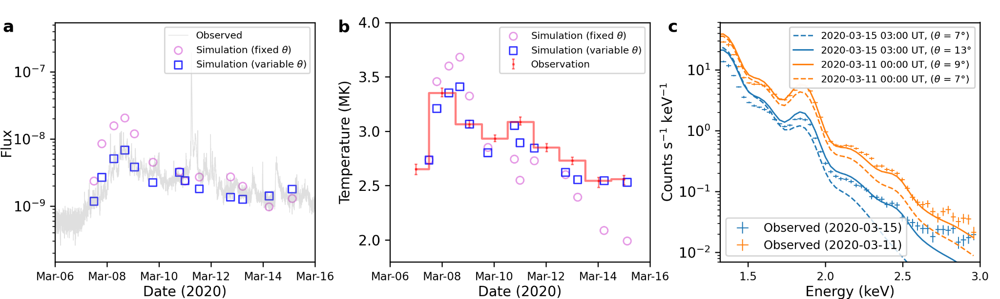 a
Flux
10⁻⁷
10⁻⁸
10⁻⁹
Observed
Simulation (fixed θ)
Simulation (variable θ)
Mar-06
Mar-08
Mar-10
Mar-12
Mar-14
Mar-16
Date (2020)
b
Temperature (MK)
4.0
3.5
3.0
2.5
2.0
Simulation (fixed θ)
Simulation (variable θ)
Observation
Mar-06
Mar-08
Mar-10
Mar-12
Mar-14
Mar-16
Date (2020)
c
Counts s⁻¹ keV⁻¹
10¹
10⁰
10⁻¹
10⁻²
2020-03-15 03:00 UT, (θ = 7°)
2020-03-15 03:00 UT, (θ = 13°
2020-03-11 00:00 UT, (θ = 9°)
2020-03-11 00:00 UT, (θ = 7°)
Observed (2020-03-15)
Observed (2020-03-11)
1.5
2.0
2.5
3.0
Energy (keV)